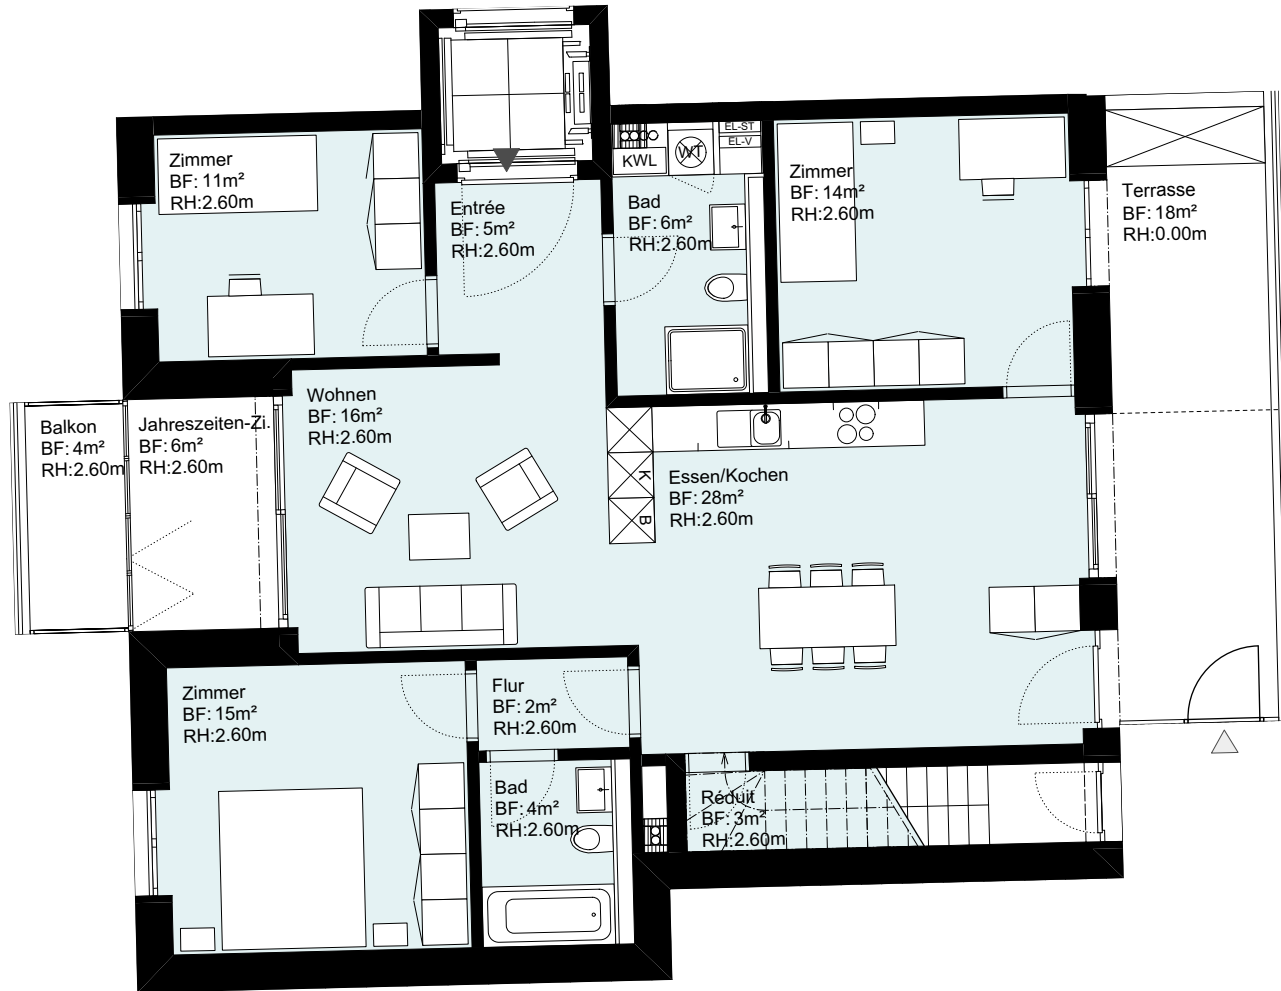 Zimmer
BF: 11m²
RH:2.60m
Entrée
BF: 5m²
RH:2.60m
KWL
WT
EL-ST
EL-V
Bad
BF: 6m²
RH:2.60m
Zimmer
BF: 14m²
RH:2.60m
Terrasse
BF: 18m²
RH:0.00m
Balkon
BF: 4m²
RH:2.60m
Jahreszeiten-Zi.
BF: 6m²
RH:2.60m
Wohnen
BF: 16m²
RH:2.60m
K
B
Essen/Kochen
BF: 28m²
RH:2.60m
Zimmer
BF: 15m²
RH:2.60m
Flur
BF: 2m²
RH:2.60m
Bad
BF: 4m²
RH:2.60m
Réduit
BF: 3m²
RH:2.60m